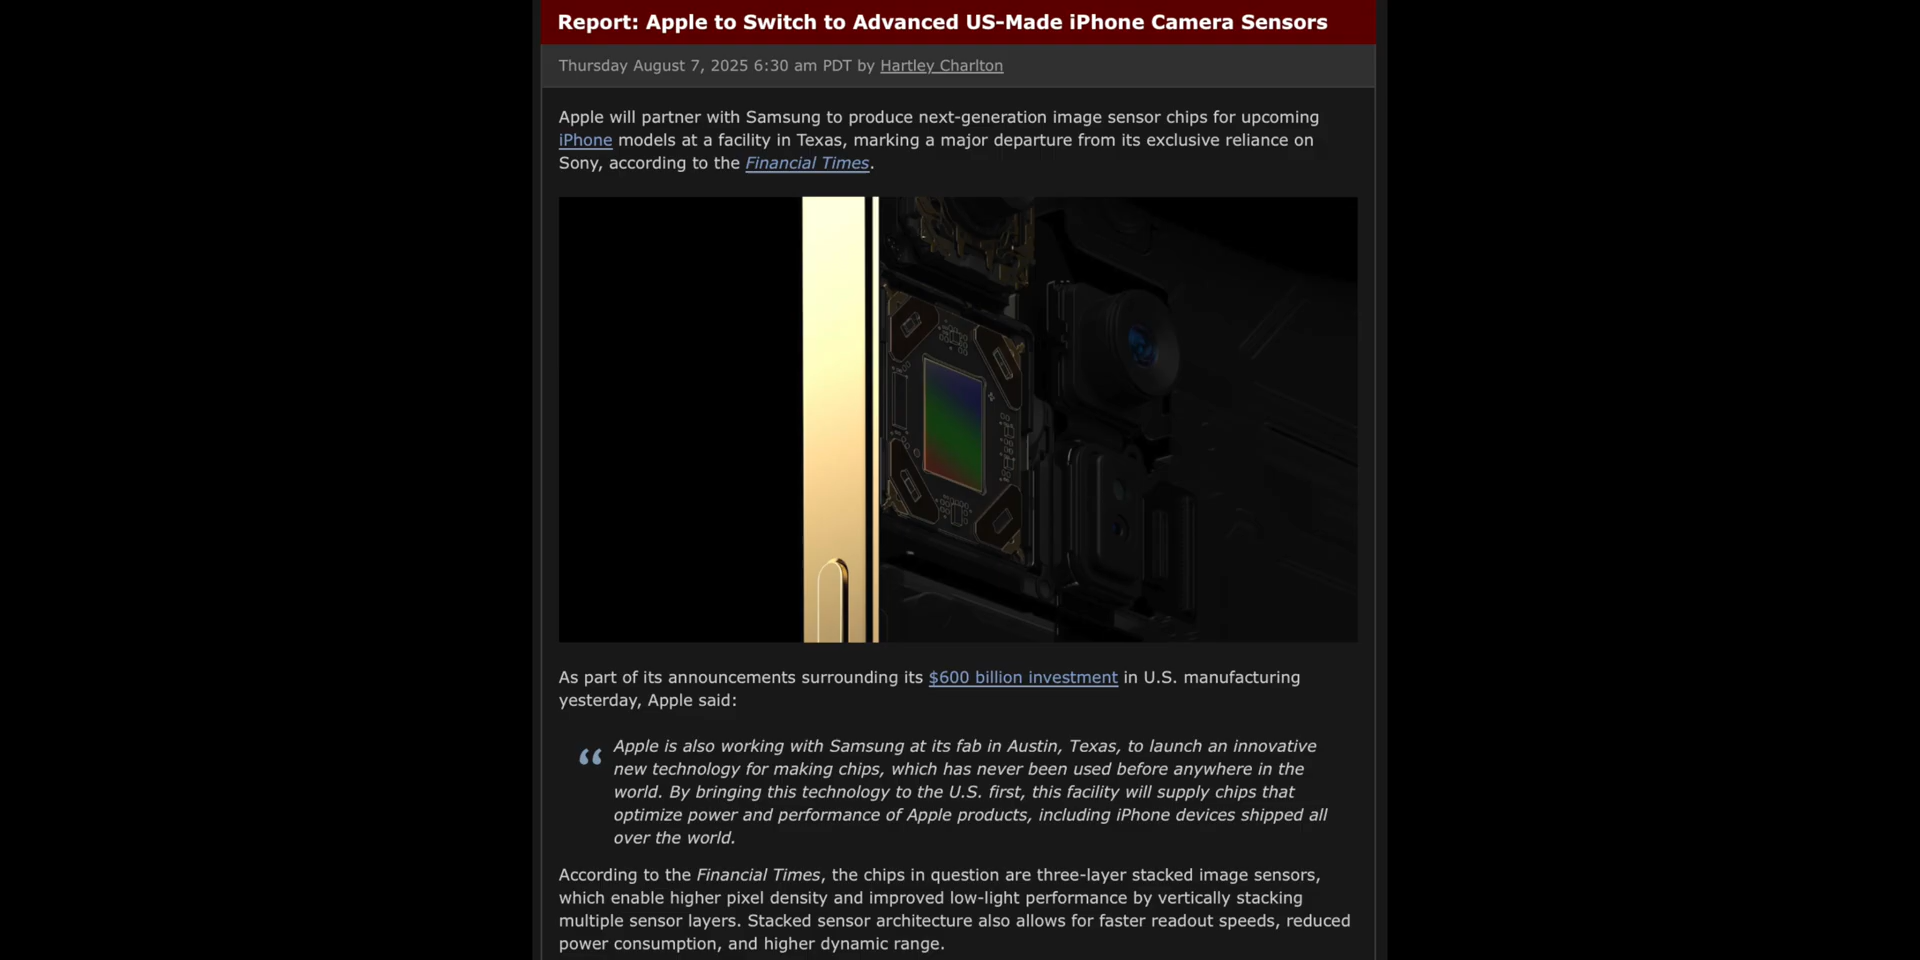 Report: Apple to Switch to Advanced US-Made iPhone Camera Sensors
Thursday August 7, 2025 6:30 am PDT by Hartley Charlton
Apple will partner with Samsung to produce next-generation image sensor chips for upcoming
iPhone models at a facility in Texas, marking a major departure from its exclusive reliance on
Sony, according to the Financial Times.
As part of its announcements surrounding its $600 billion investment in U.S. manufacturing
yesterday, Apple said:
“ Apple is also working with Samsung at its fab in Austin, Texas, to launch an innovative
new technology for making chips, which has never been used before anywhere in the
world. By bringing this technology to the U.S. first, this facility will supply chips that
optimize power and performance of Apple products, including iPhone devices shipped all
over the world.
According to the Financial Times, the chips in question are three-layer stacked image sensors,
which enable higher pixel density and improved low-light performance by vertically stacking
multiple sensor layers. Stacked sensor architecture also allows for faster readout speeds, reduced
power consumption, and higher dynamic range.